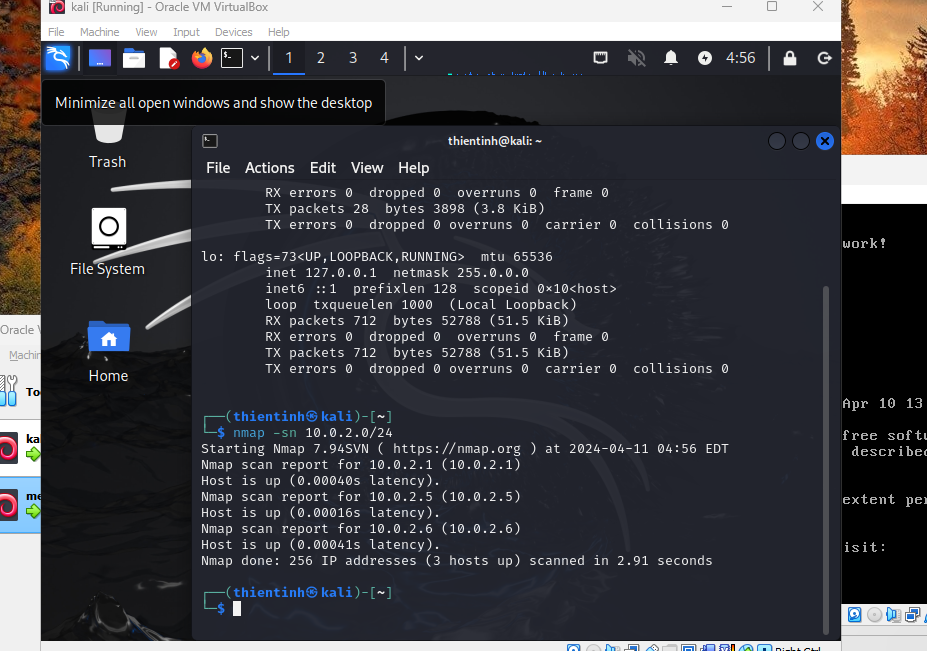 kali [Running] - Oracle VM VirtualBox
File Machine View Input Devices Help
1 2 3 4 4:56
Minimize all open windows and show the desktop
Trash
File System
Home
thientinh@kali: ~
File Actions Edit View Help
RX errors 0 dropped 0 overruns 0 frame 0
TX packets 28 bytes 3898 (3.8 KiB)
TX errors 0 dropped 0 overruns 0 carrier 0 collisions 0
lo: flags=73<UP,LOOPBACK,RUNNING> mtu 65536
inet 127.0.0.1 netmask 255.0.0.0
inet6 ::1 prefixlen 128 scopeid 0×10<host>
loop txqueuelen 1000 (Local Loopback)
RX packets 712 bytes 52788 (51.5 KiB)
RX errors 0 dropped 0 overruns 0 frame 0
TX packets 712 bytes 52788 (51.5 KiB)
TX errors 0 dropped 0 overruns 0 carrier 0 collisions 0
┌──(thientinh㉿kali)-[~]
└─$ nmap -sn 10.0.2.0/24
Starting Nmap 7.94SVN ( https://nmap.org ) at 2024-04-11 04:56 EDT
Nmap scan report for 10.0.2.1 (10.0.2.1)
Host is up (0.00040s latency).
Nmap scan report for 10.0.2.5 (10.0.2.5)
Host is up (0.00016s latency).
Nmap scan report for 10.0.2.6 (10.0.2.6)
Host is up (0.00041s latency).
Nmap done: 256 IP addresses (3 hosts up) scanned in 2.91 seconds
┌──(thientinh㉿kali)-[~]
└─$
Oracle V
Machin
To
ka
me
work!
Apr 10 13
free softw
described
extent per
isit:
Right Ctrl